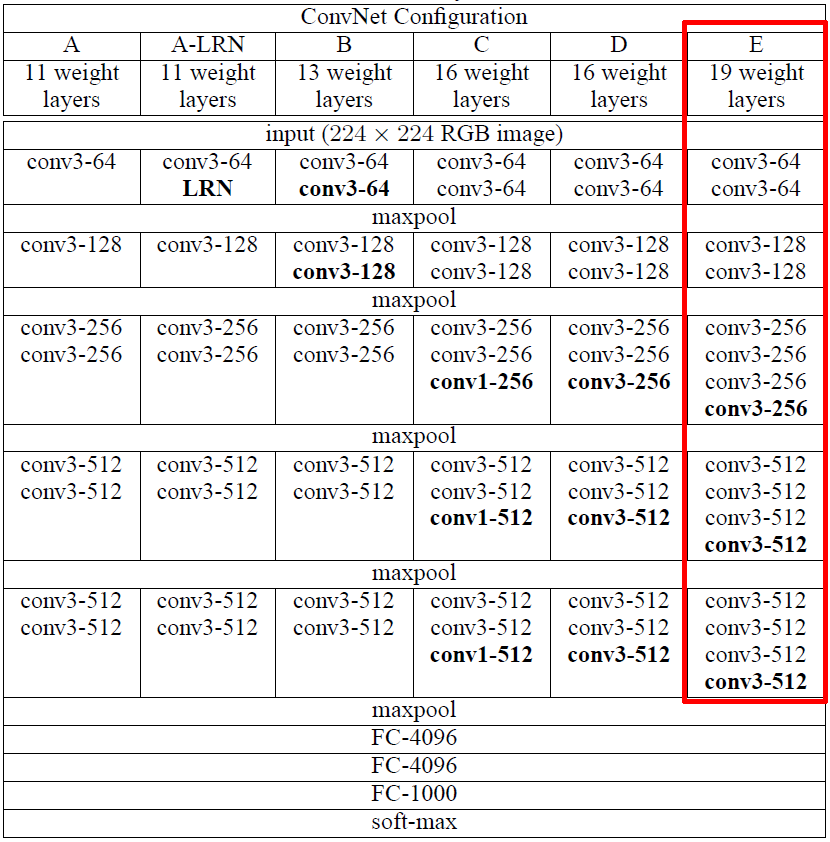 ConvNet Configuration
A A-LRN B C D E
11 weight 11 weight 13 weight 16 weight 16 weight 19 weight
layers layers layers layers layers layers
input (224 × 224 RGB image)
conv3-64 conv3-64 conv3-64 conv3-64 conv3-64 conv3-64
LRN conv3-64 conv3-64 conv3-64 conv3-64
maxpool
conv3-128 conv3-128 conv3-128 conv3-128 conv3-128 conv3-128
conv3-128 conv3-128 conv3-128 conv3-128
maxpool
conv3-256 conv3-256 conv3-256 conv3-256 conv3-256 conv3-256
conv3-256 conv3-256 conv3-256 conv3-256 conv3-256 conv3-256
conv1-256 conv3-256 conv3-256
conv3-256
maxpool
conv3-512 conv3-512 conv3-512 conv3-512 conv3-512 conv3-512
conv3-512 conv3-512 conv3-512 conv3-512 conv3-512 conv3-512
conv1-512 conv3-512 conv3-512
conv3-512
maxpool
conv3-512 conv3-512 conv3-512 conv3-512 conv3-512 conv3-512
conv3-512 conv3-512 conv3-512 conv3-512 conv3-512 conv3-512
conv1-512 conv3-512 conv3-512
conv3-512
maxpool
FC-4096
FC-4096
FC-1000
soft-max